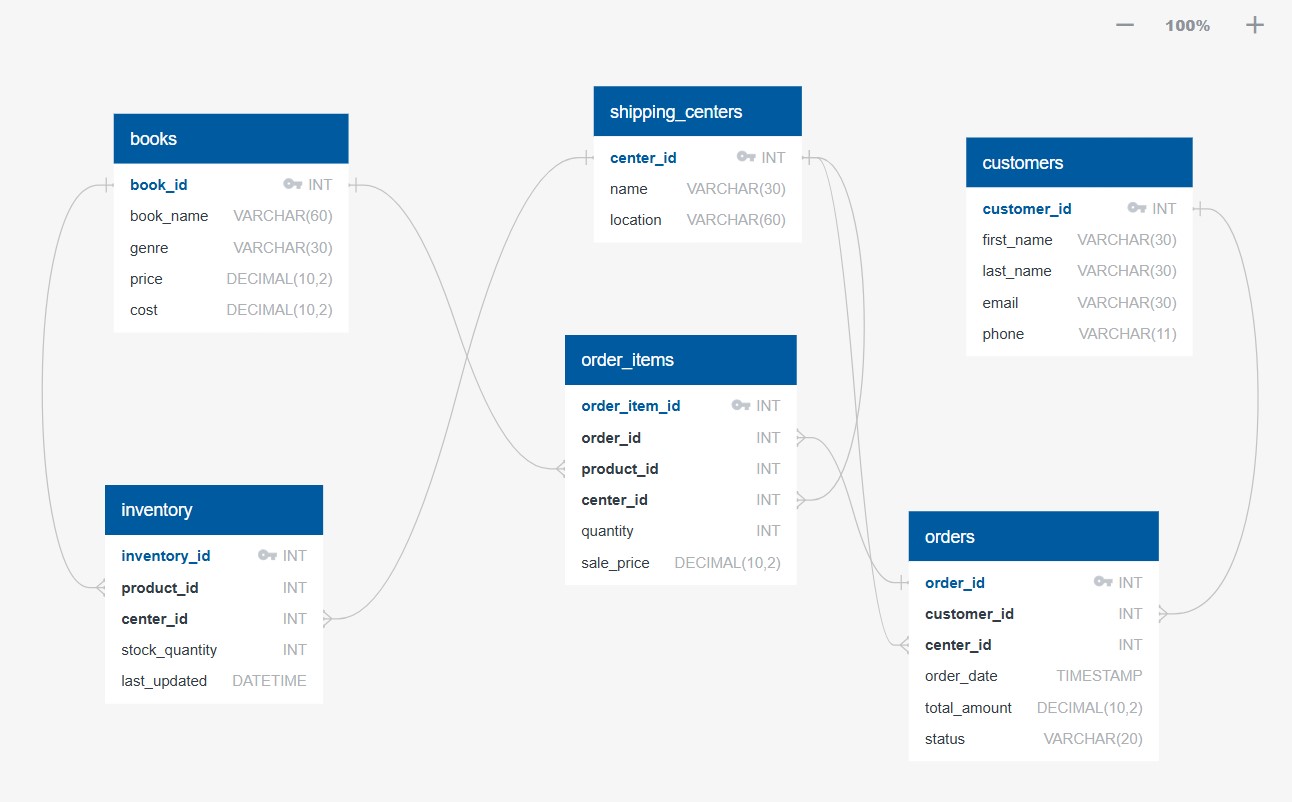 100%
books
book_id INT
book_name VARCHAR(60)
genre VARCHAR(30)
price DECIMAL(10,2)
cost DECIMAL(10,2)
shipping_centers
center_id INT
name VARCHAR(30)
location VARCHAR(60)
customers
customer_id INT
first_name VARCHAR(30)
last_name VARCHAR(30)
email VARCHAR(30)
phone VARCHAR(11)
order_items
order_item_id INT
order_id INT
product_id INT
center_id INT
quantity INT
sale_price DECIMAL(10,2)
inventory
inventory_id INT
product_id INT
center_id INT
stock_quantity INT
last_updated DATETIME
orders
order_id INT
customer_id INT
center_id INT
order_date TIMESTAMP
total_amount DECIMAL(10,2)
status VARCHAR(20)